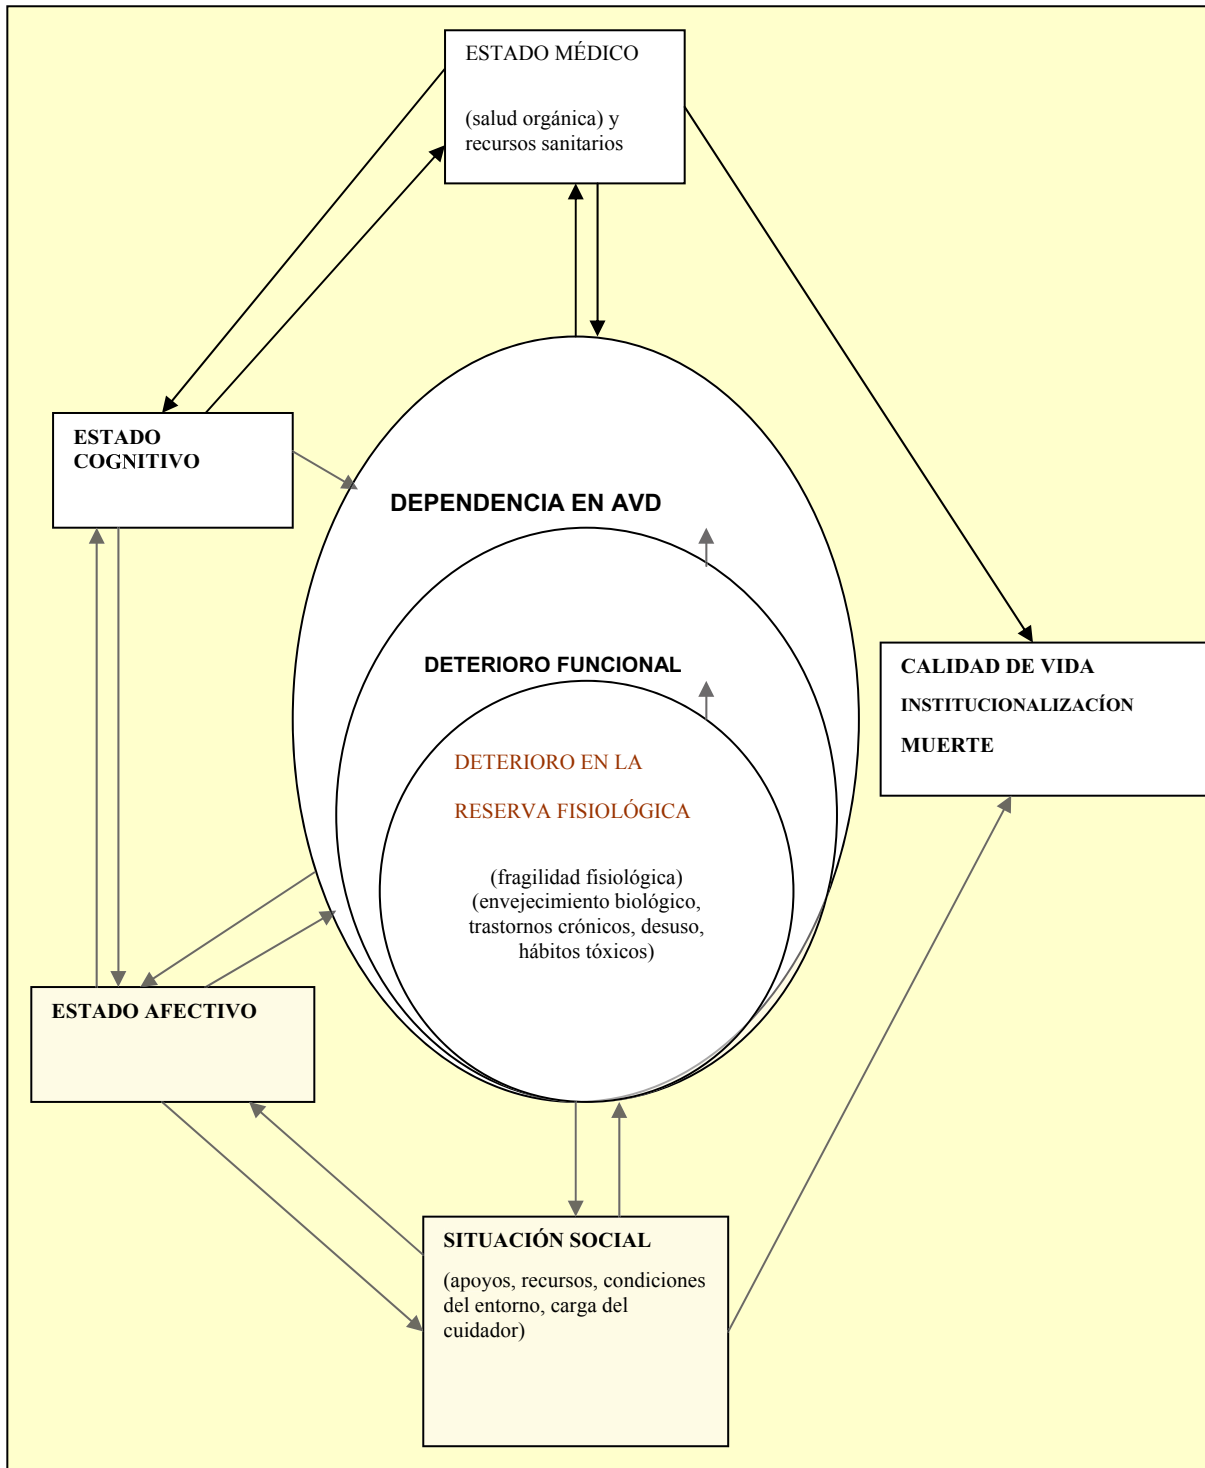 ESTADO MÉDICO
(salud orgánica) y
recursos sanitarios
ESTADO
COGNITIVO
DEPENDENCIA EN AVD
DETERIORO FUNCIONAL
CALIDAD DE VIDA
INSTITUCIONALIZACÍON
MUERTE
DETERIORO EN LA
RESERVA FISIOLÓGICA
(fragilidad fisiológica)
(envejecimiento biológico,
trastornos crónicos, desuso,
hábitos tóxicos)
ESTADO AFECTIVO
SITUACIÓN SOCIAL
(apoyos, recursos, condiciones
del entorno, carga del
cuidador)